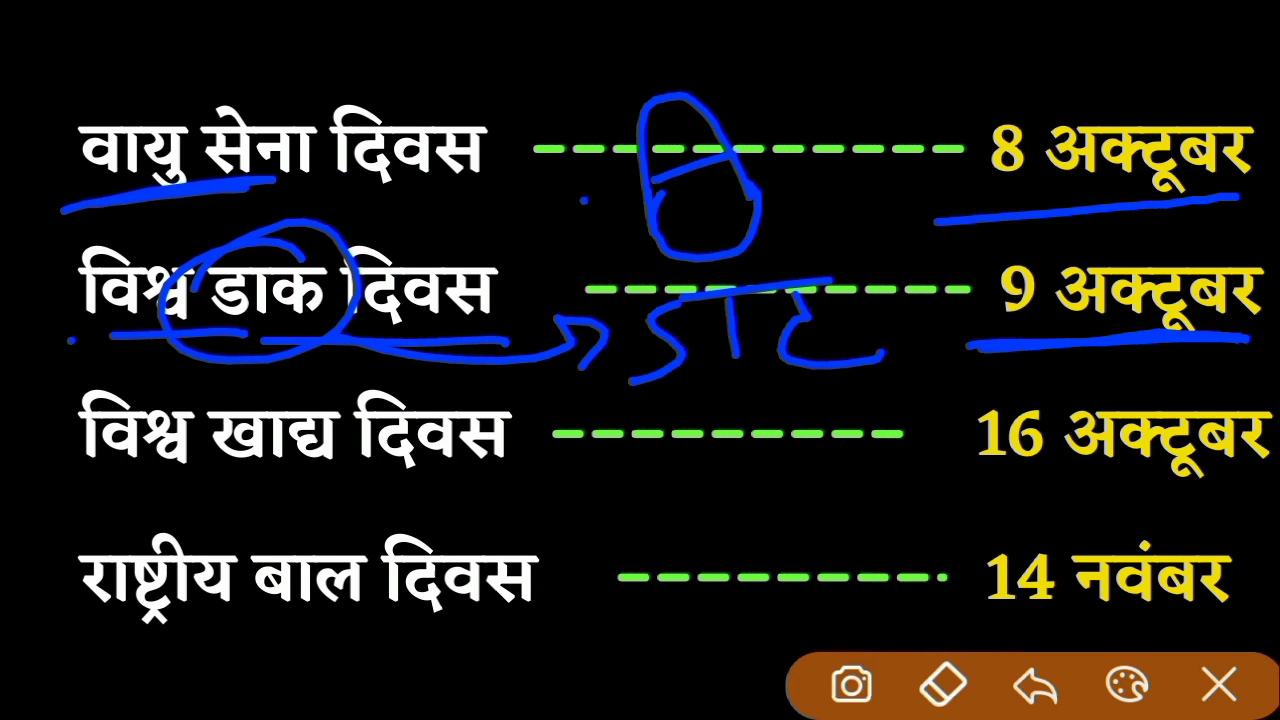 वायु सेना दिवस ------------ 8 अक्टूबर
विश्व डाक दिवस ---------- 9 अक्टूबर
विश्व खाद्य दिवस --------- 16 अक्टूबर
राष्ट्रीय बाल दिवस --------- 14 नवंबर